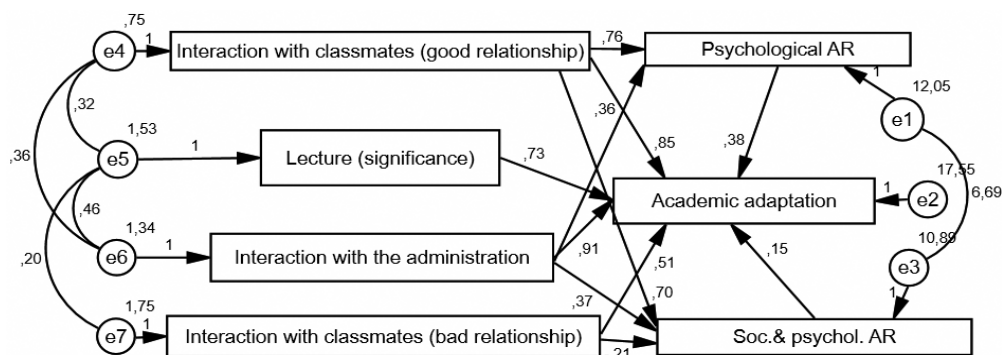 ,75
e4
1
Interaction with classmates (good relationship)
,76
Psychological AR
,32
,36
12,05
1
e1
,36
1,53
e5
1
Lecture (significance)
,73
,85
,38
17,55
6,69
Academic adaptation
1
e2
,46
1,34
e6
1
Interaction with the administration
,91
,15
10,89
e3
,20
,51
,37
,70
1
1,75
e7
1
Interaction with classmates (bad relationship)
,21
Soc.& psychol. AR